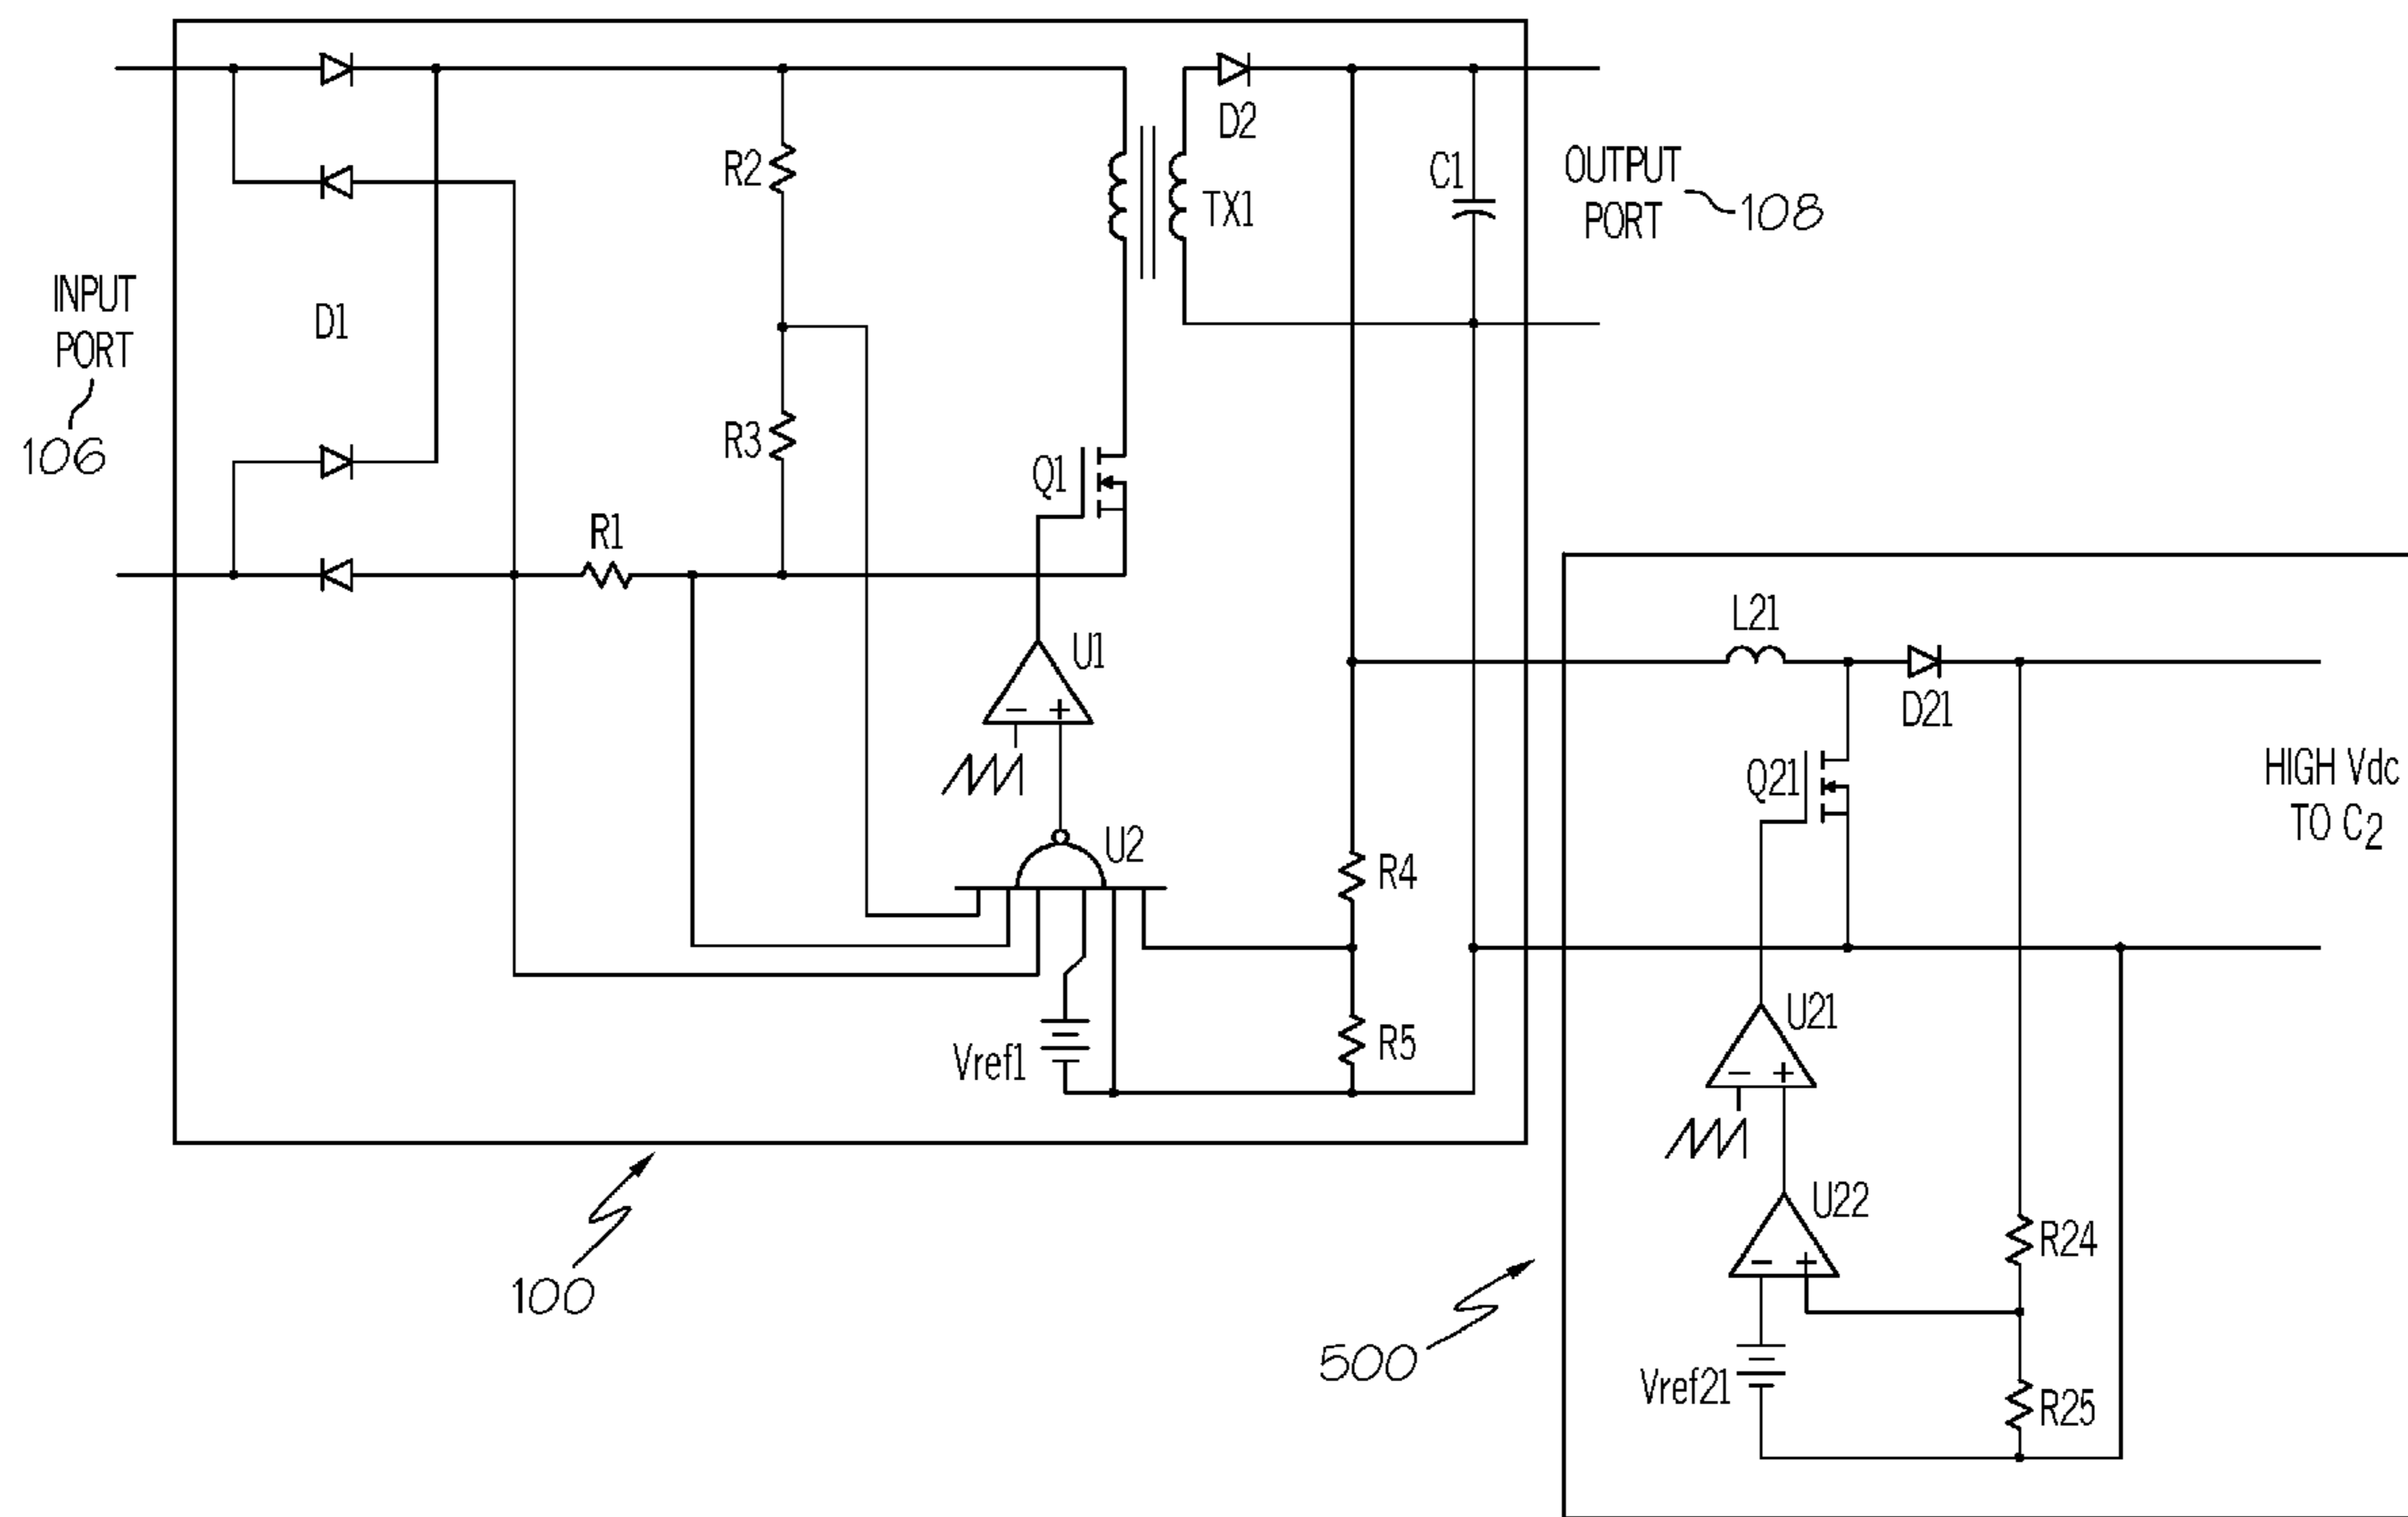 INPUT
PORT
106
D1
R1
R2
R3
Q1
U1
− +
U2
Vref1
TX1
D2
C1
R4
R5
OUTPUT
PORT
108
100
L21
D21
Q21
HIGH Vdc
TO C2
U21
− +
U22
− +
Vref21
R24
R25
500